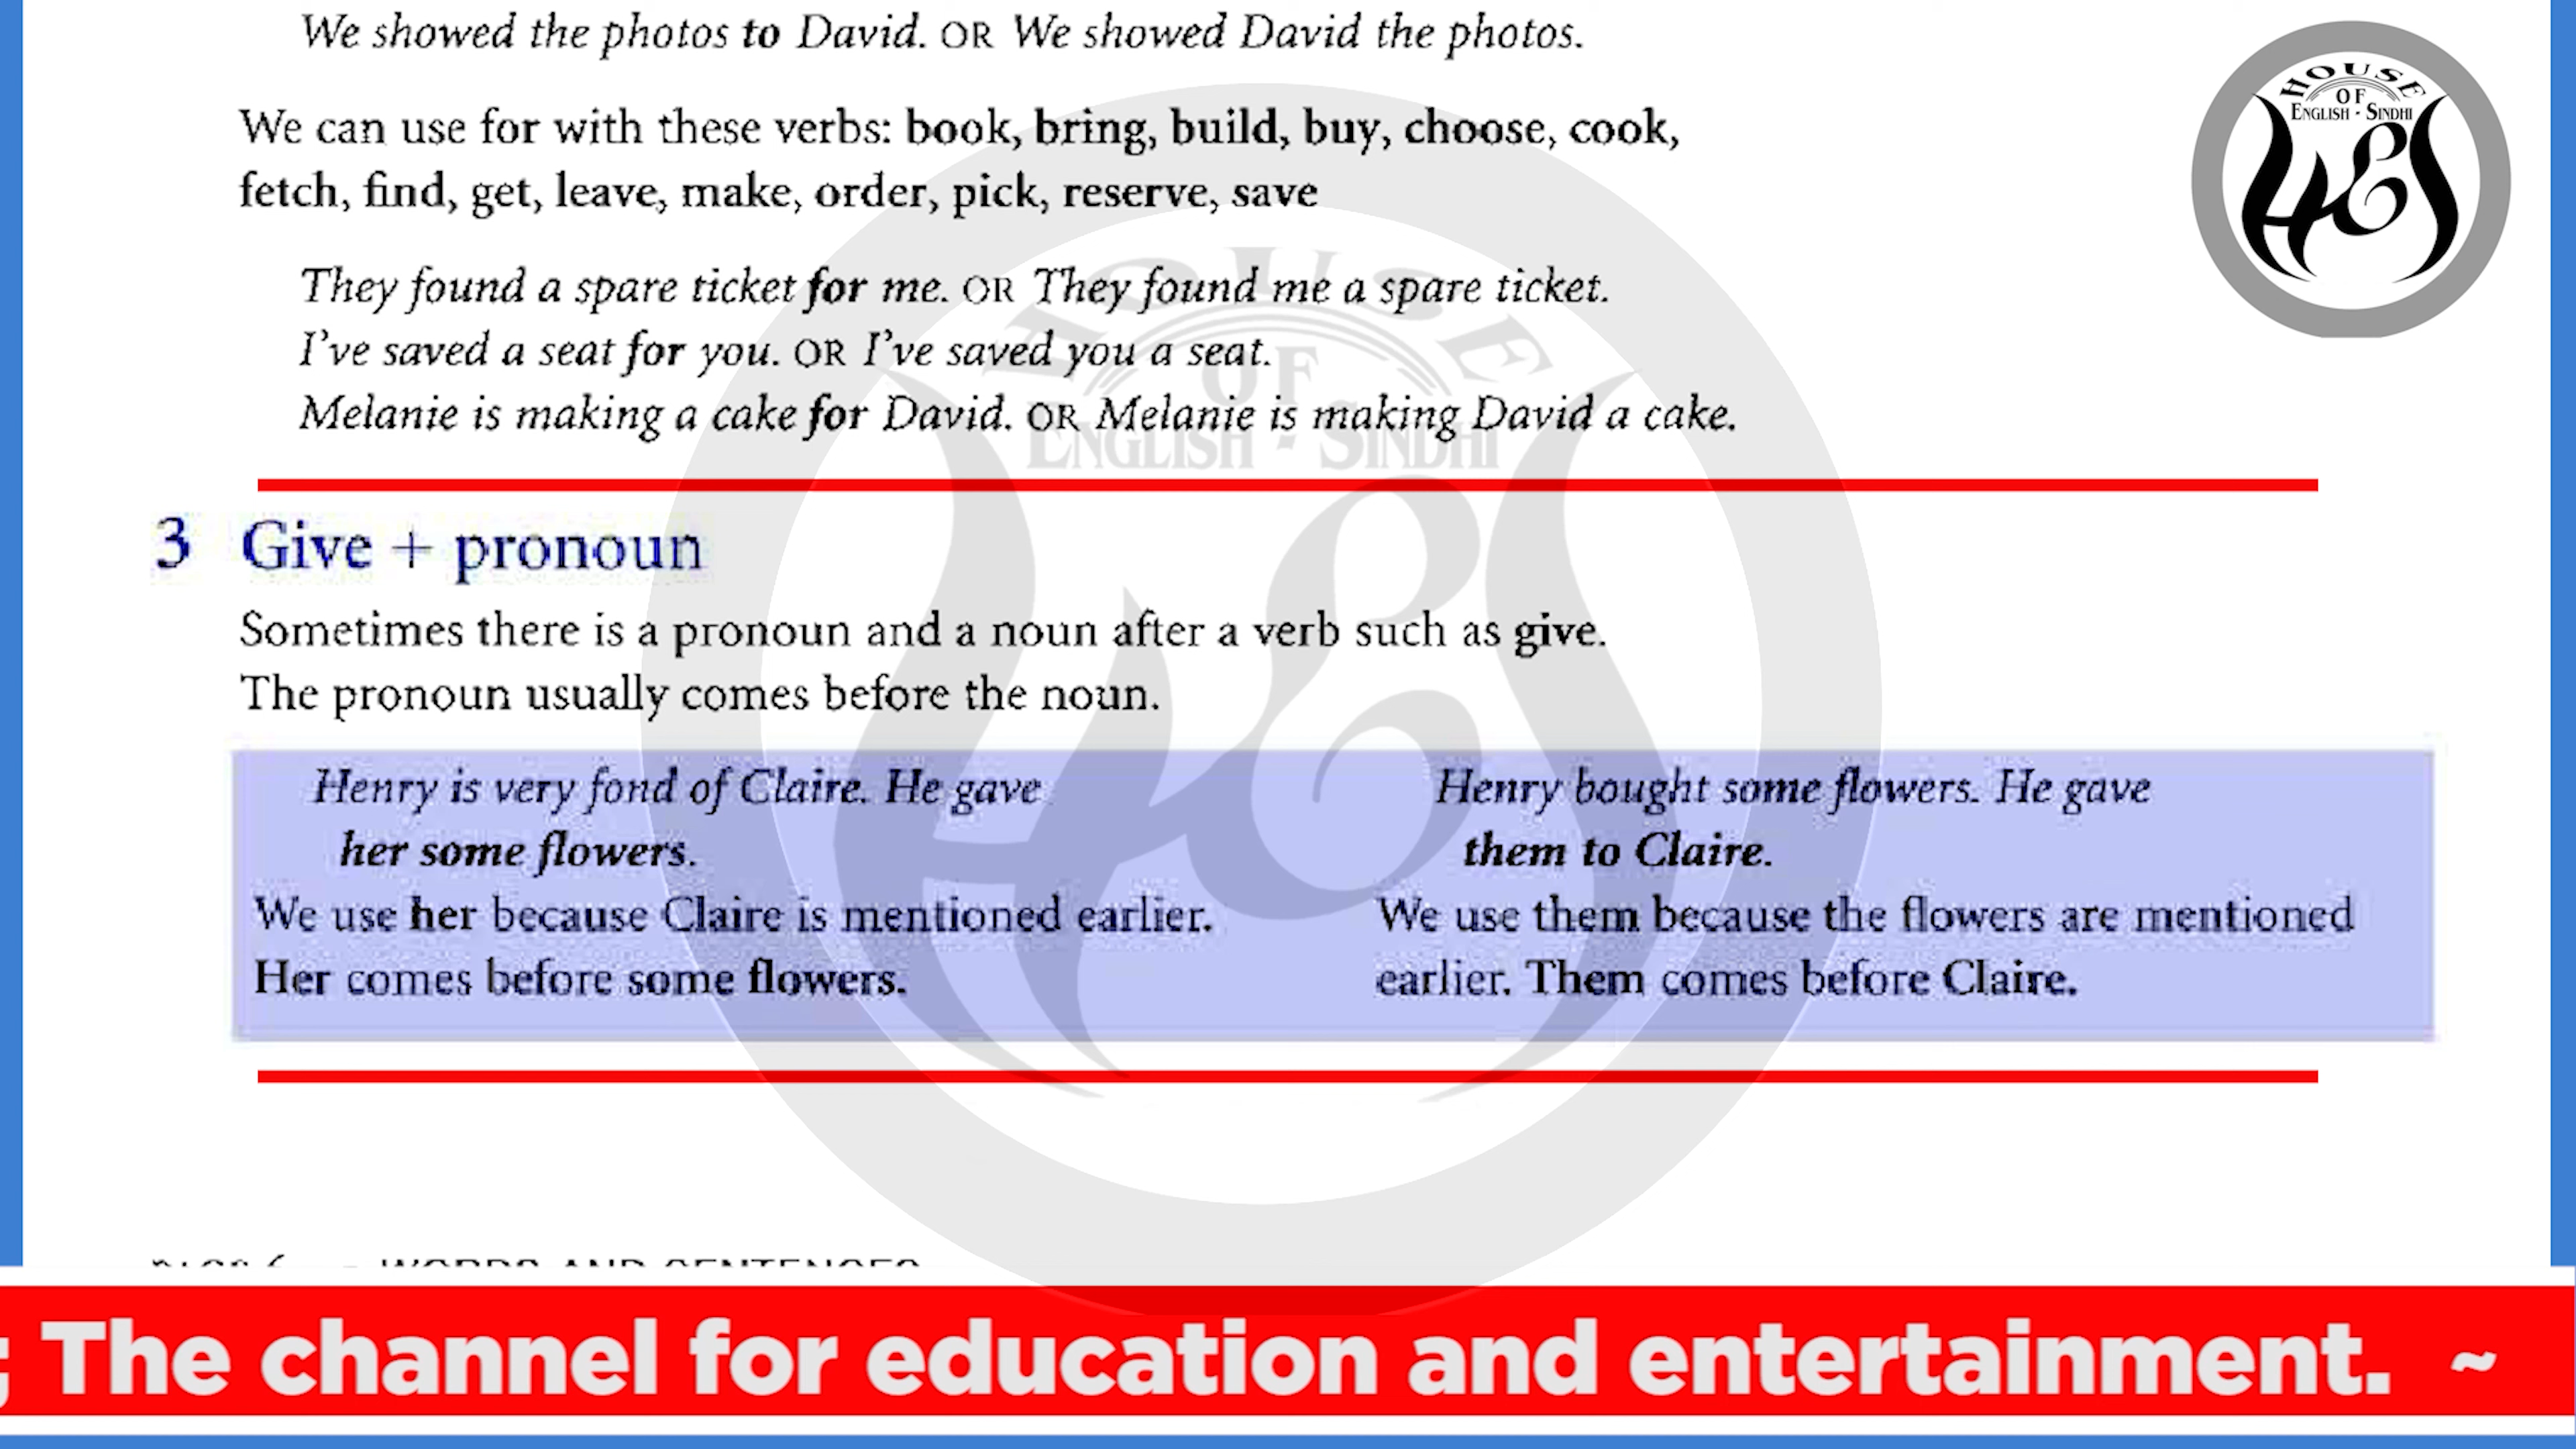 We showed the photos to David. OR We showed David the photos.
HOUSE
OF
ENGLISH - SINDHI
We can use for with these verbs: book, bring, build, buy, choose, cook,
fetch, find, get, leave, make, order, pick, reserve, save
They found a spare ticket for me. OR They found me a spare ticket.
I've saved a seat for you. OR I've saved you a seat.
Melanie is making a cake for David. OR Melanie is making David a cake.
HOUSE
OF
ENGLISH - SINDHI
3 Give + pronoun
Sometimes there is a pronoun and a noun after a verb such as give.
The pronoun usually comes before the noun.
Henry is very fond of Claire. He gave
her some flowers.
We use her because Claire is mentioned earlier.
Her comes before some flowers.
Henry bought some flowers. He gave
them to Claire.
We use them because the flowers are mentioned
earlier. Them comes before Claire.
WORDS AND SENTENCES
; The channel for education and entertainment. ~